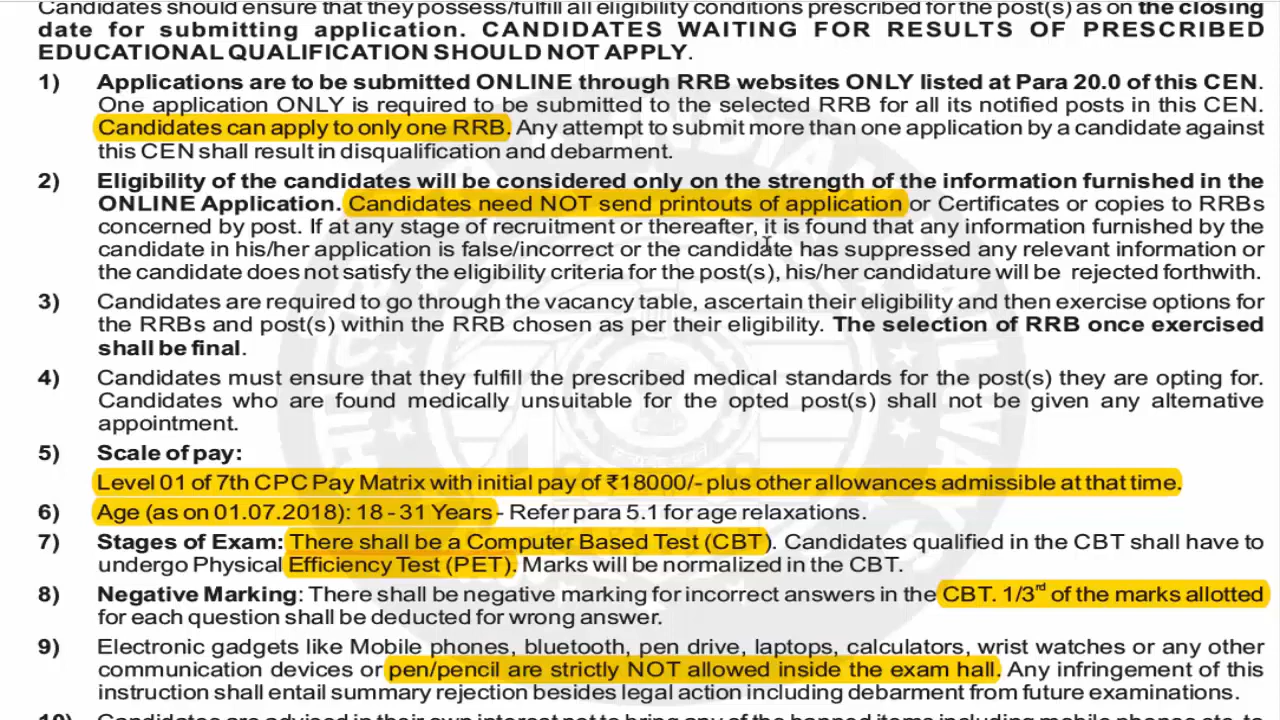 Candidates should ensure that they possess/fulfill all eligibility conditions prescribed for the post(s) as on the closing
date for submitting application. CANDIDATES WAITING FOR RESULTS OF PRESCRIBED
EDUCATIONAL QUALIFICATION SHOULD NOT APPLY.
1) Applications are to be submitted ONLINE through RRB websites ONLY listed at Para 20.0 of this CEN.
One application ONLY is required to be submitted to the selected RRB for all its notified posts in this CEN.
Candidates can apply to only one RRB. Any attempt to submit more than one application by a candidate against
this CEN shall result in disqualification and debarment.
2) Eligibility of the candidates will be considered only on the strength of the information furnished in the
ONLINE Application. Candidates need NOT send printouts of application or Certificates or copies to RRBs
concerned by post. If at any stage of recruitment or thereafter, it is found that any information furnished by the
candidate in his/her application is false/incorrect or the candidate has suppressed any relevant information or
the candidate does not satisfy the eligibility criteria for the post(s), his/her candidature will be rejected forthwith.
3) Candidates are required to go through the vacancy table, ascertain their eligibility and then exercise options for
the RRBs and post(s) within the RRB chosen as per their eligibility. The selection of RRB once exercised
shall be final.
4) Candidates must ensure that they fulfill the prescribed medical standards for the post(s) they are opting for.
Candidates who are found medically unsuitable for the opted post(s) shall not be given any alternative
appointment.
5) Scale of pay:
Level 01 of 7th CPC Pay Matrix with initial pay of ₹18000/- plus other allowances admissible at that time.
6) Age (as on 01.07.2018): 18 - 31 Years - Refer para 5.1 for age relaxations.
7) Stages of Exam: There shall be a Computer Based Test (CBT). Candidates qualified in the CBT shall have to
undergo Physical Efficiency Test (PET). Marks will be normalized in the CBT.
8) Negative Marking: There shall be negative marking for incorrect answers in the CBT. 1/3rd of the marks allotted
for each question shall be deducted for wrong answer.
9) Electronic gadgets like Mobile phones, bluetooth, pen drive, laptops, calculators, wrist watches or any other
communication devices or pen/pencil are strictly NOT allowed inside the exam hall. Any infringement of this
instruction shall entail summary rejection besides legal action including debarment from future examinations.
10) Candidates are advised in their own interest not to bring any of the banned items including mobile phones etc. to